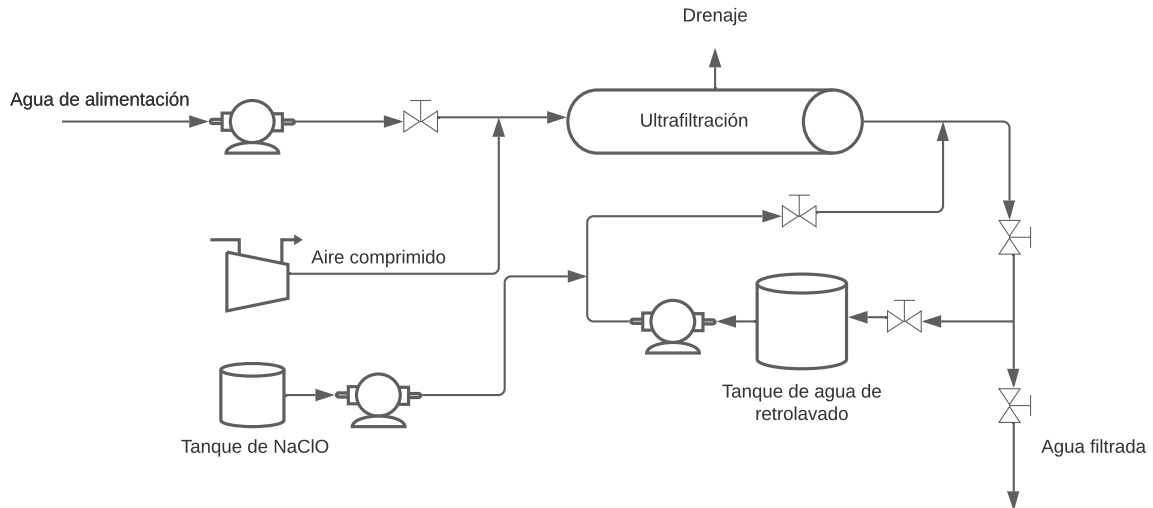 Drenaje
Agua de alimentación
Ultrafiltración
Aire comprimido
Tanque de agua de
retrolavado
Tanque de NaClO
Agua filtrada